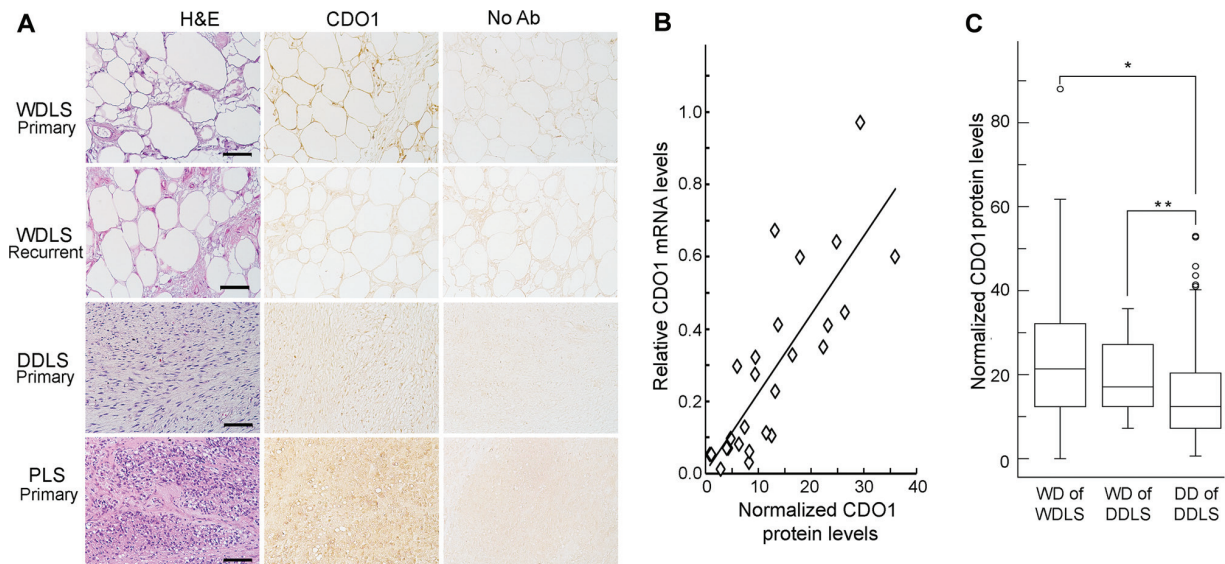 A
H&E
CDO1
No Ab
WDLS
Primary
WDLS
Recurrent
DDLS
Primary
PLS
Primary
B
Relative CDO1 mRNA levels
1.0
0.8
0.6
0.4
0.2
0.0
0
10
20
30
40
Normalized CDO1
protein levels
C
Normalized CDO1 protein levels
80
60
40
20
0
*
**
WD of
WDLS
WD of
DDLS
DD of
DDLS